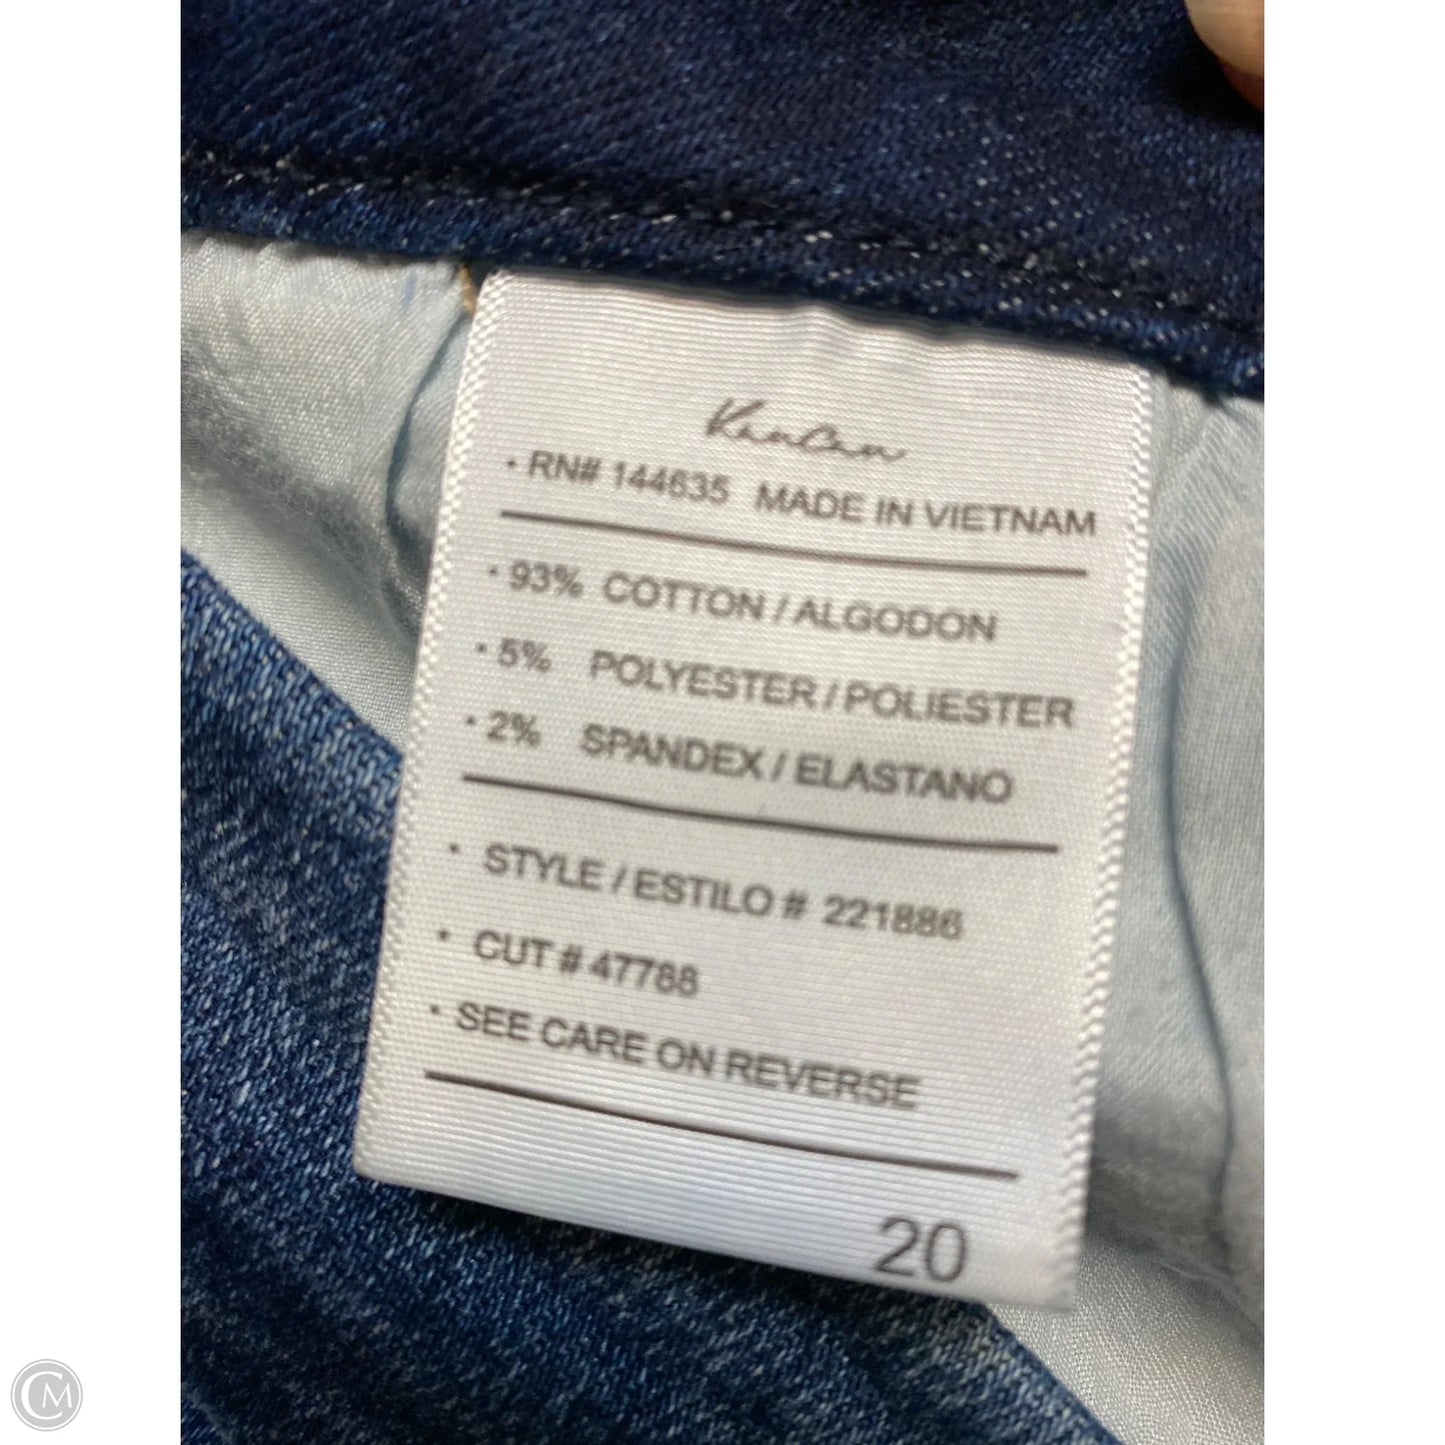 KanCan
· RN# 144635 MADE IN VIETNAM
· 93% COTTON / ALGODON
· 5% POLYESTER / POLIESTER
· 2% SPANDEX / ELASTANO
· STYLE / ESTILO # 221886
· CUT # 47788
· SEE CARE ON REVERSE
20
CM